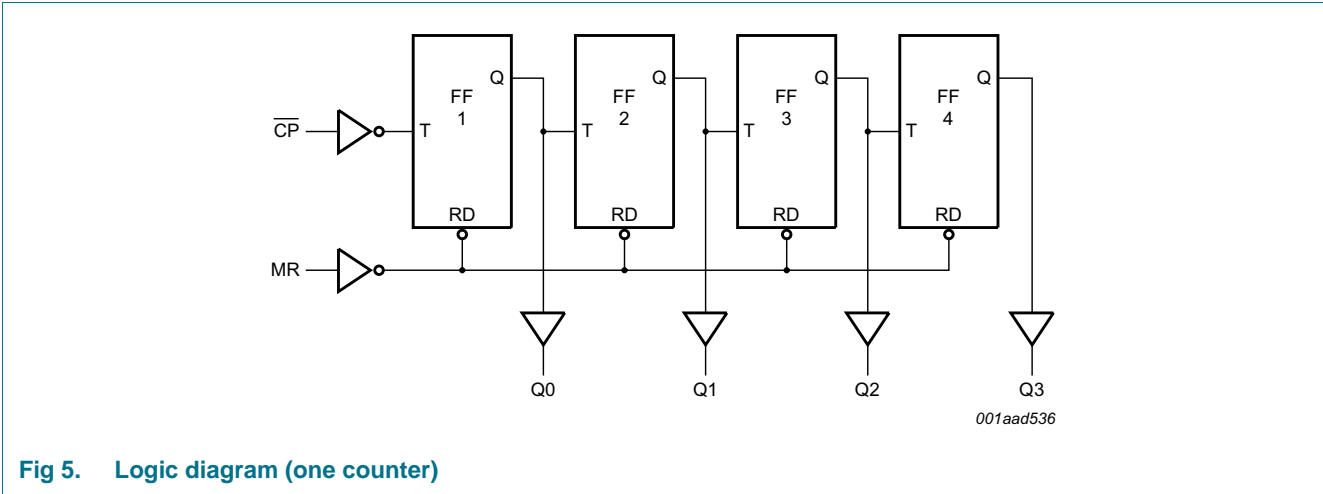 Q Q Q Q
FF FF FF FF
1 2 3 4
CP T T T T
RD RD RD RD
MR
Q0 Q1 Q2 Q3
001aad536
Fig 5. Logic diagram (one counter)